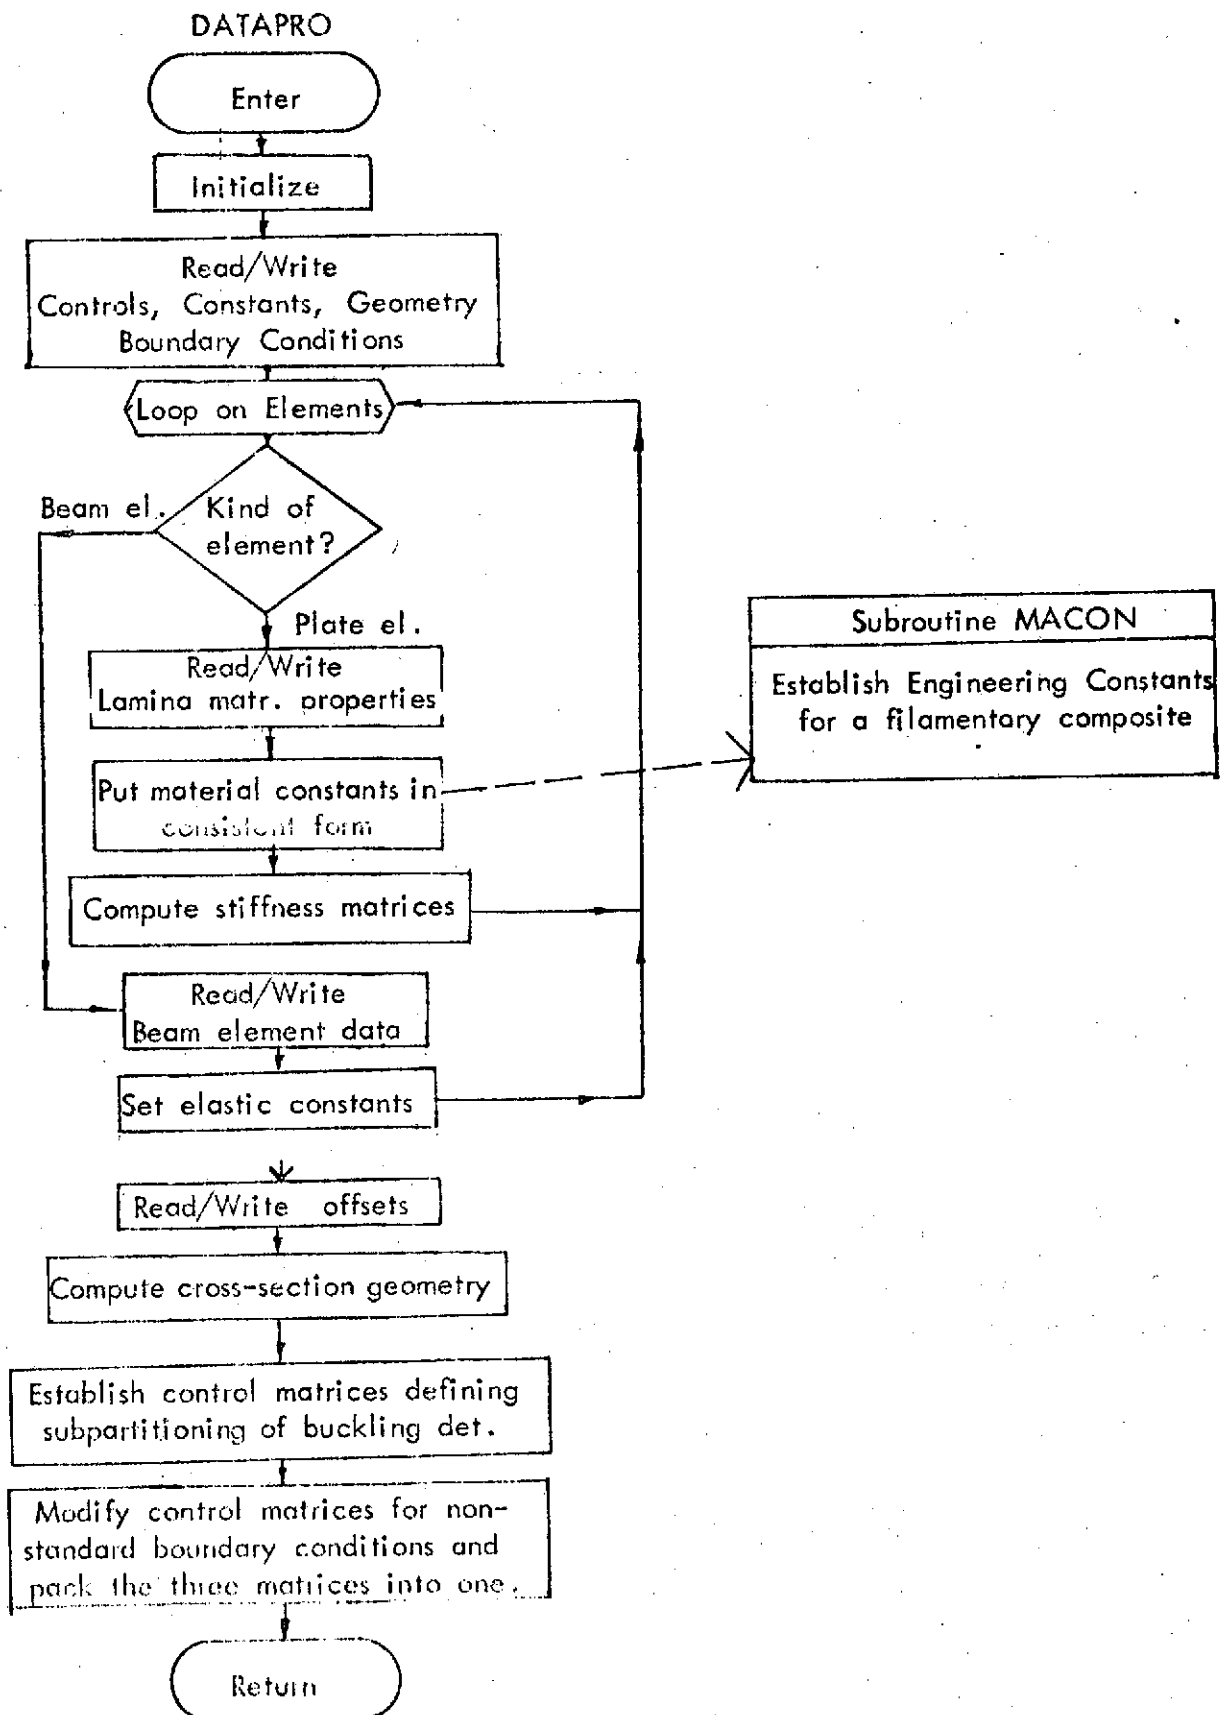 DATAPRO
Enter
Initialize
Read/Write
Controls, Constants, Geometry
Boundary Conditions
Loop on Elements
Beam el.
Kind of
element?
Plate el.
Read/Write
Lamina matr. properties
Put material constants in
consistent form
Subroutine MACON
Establish Engineering Constants
for a filamentary composite
Compute stiffness matrices
Read/Write
Beam element data
Set elastic constants
Read/Write offsets
Compute cross-section geometry
Establish control matrices defining
subpartitioning of buckling det.
Modify control matrices for non-
standard boundary conditions and
pack the three matrices into one.
Return